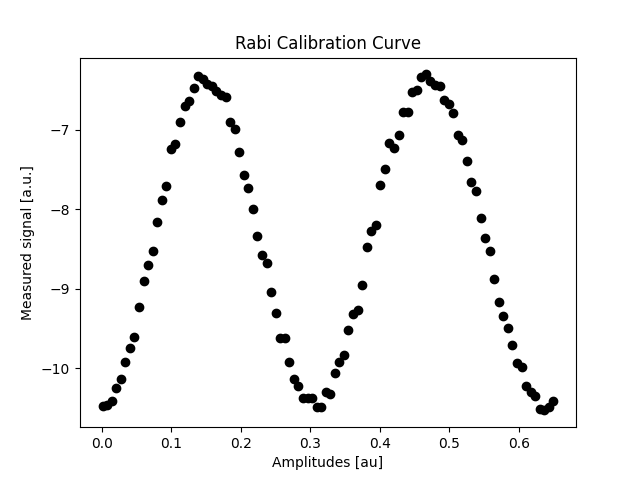 Rabi Calibration Curve
Measured signal [a.u.]
−7
−8
−9
−10
0.0 0.1 0.2 0.3 0.4 0.5 0.6
Amplitudes [au]